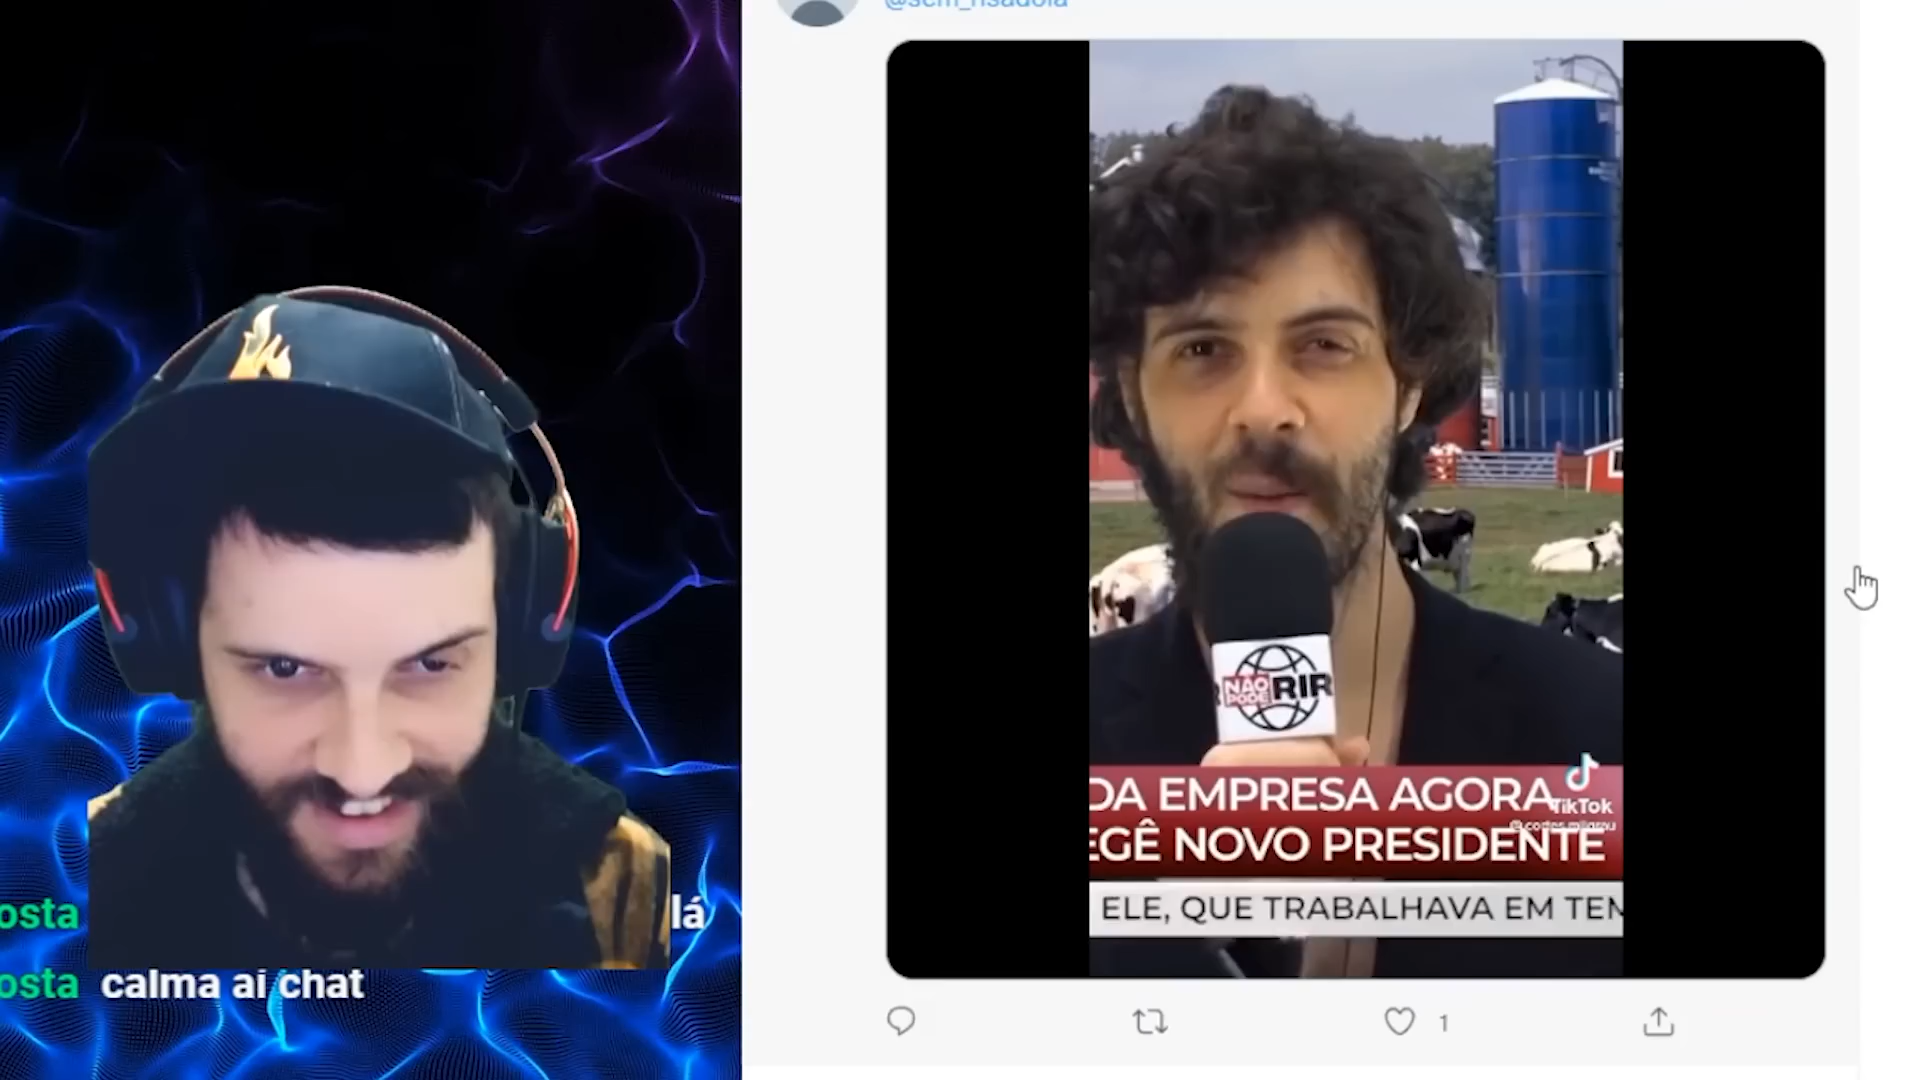 NÃO
PODE
RIR
DA EMPRESA AGORA
EGÊ NOVO PRESIDENTE
TikTok
ELE, QUE TRABALHAVA EM TEM
1
osta lá
osta calma ai chat